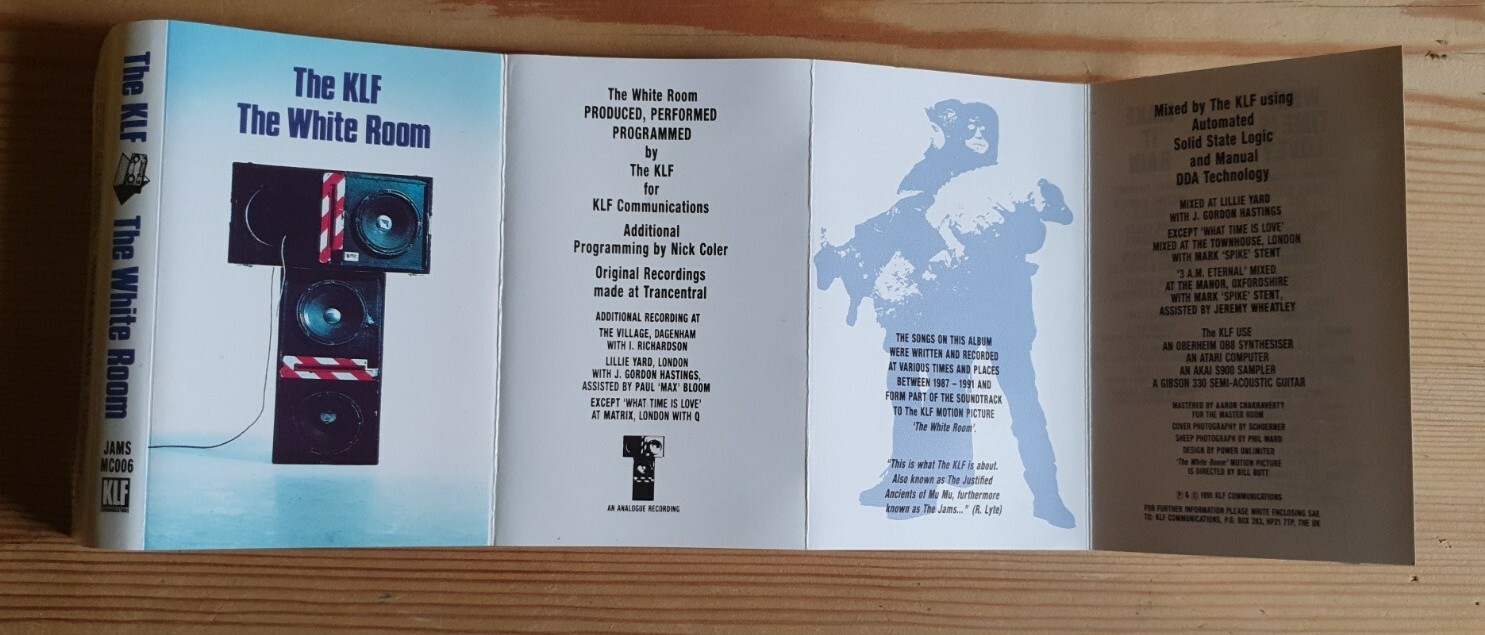 The KLF The White Room
JAMS
MC006
KLF
COMMUNICATIONS
The KLF
The White Room
The White Room
PRODUCED, PERFORMED
PROGRAMMED
by
The KLF
for
KLF Communications
Additional
Programming by Nick Coler
Original Recordings
made at Trancentral
ADDITIONAL RECORDING AT
THE VILLAGE, DAGENHAM
WITH I. RICHARDSON
LILLIE YARD, LONDON
WITH J. GORDON HASTINGS,
ASSISTED BY PAUL 'MAX' BLOOM
EXCEPT 'WHAT TIME IS LOVE'
AT MATRIX, LONDON WITH Q
AN ANALOGUE RECORDING
THE SONGS ON THIS ALBUM
WERE WRITTEN AND RECORDED
AT VARIOUS TIMES AND PLACES
BETWEEN 1987 – 1991 AND
FORM PART OF THE SOUNDTRACK
TO The KLF MOTION PICTURE
'The White Room'.
"This is what The KLF is about.
Also known as The Justified
Ancients of Mu Mu, furthermore
known as The Jams..." (R. Lyte)
Mixed by The KLF using
Automated
Solid State Logic
and Manual
DDA Technology
MIXED AT LILLIE YARD
WITH J. GORDON HASTINGS
EXCEPT 'WHAT TIME IS LOVE'
MIXED AT THE TOWNHOUSE, LONDON
WITH MARK 'SPIKE' STENT
'3 A.M. ETERNAL' MIXED
AT THE MANOR, OXFORDSHIRE
WITH MARK 'SPIKE' STENT,
ASSISTED BY JEREMY WHEATLEY
The KLF USE
AN OBERHEIM OB8 SYNTHESISER
AN ATARI COMPUTER
AN AKAI S900 SAMPLER
A GIBSON 330 SEMI-ACOUSTIC GUITAR
MASTERED BY AARON CHAKRAVERTY
FOR THE MASTER ROOM
COVER PHOTOGRAPHY BY SCHOERNER
SHEEP PHOTOGRAPH BY PHIL WARD
DESIGN BY POWER UNLIMITED
'The White Room' MOTION PICTURE
IS DIRECTED BY BILL BUTT
℗ & © 1991 KLF COMMUNICATIONS
FOR FURTHER INFORMATION PLEASE WRITE ENCLOSING SAE
TO: KLF COMMUNICATIONS, P.O. BOX 283, HP21 7TP, THE UK